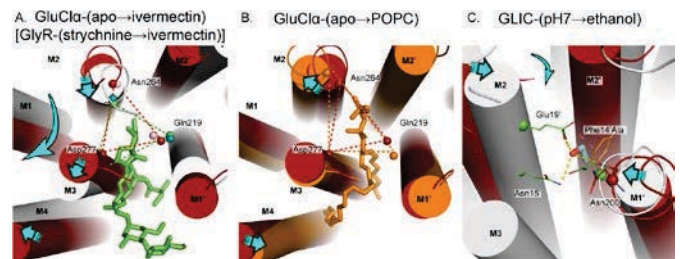 A. GluClα-(apo→ivermectin)
[GlyR-(strychnine→ivermectin)]
B. GluClα-(apo→POPC)
C. GLIC-(pH7→ethanol)
M2
M2'
Asn264
M1
Gln219
Asp277
M3
M1'
M4
M2
M2'
Asn264
M1
Gln219
Asp277
M3
M1'
M4
M2
M2'
Glu19'
Phe14'Ala
Asn15'
Asn200
M1'
M3